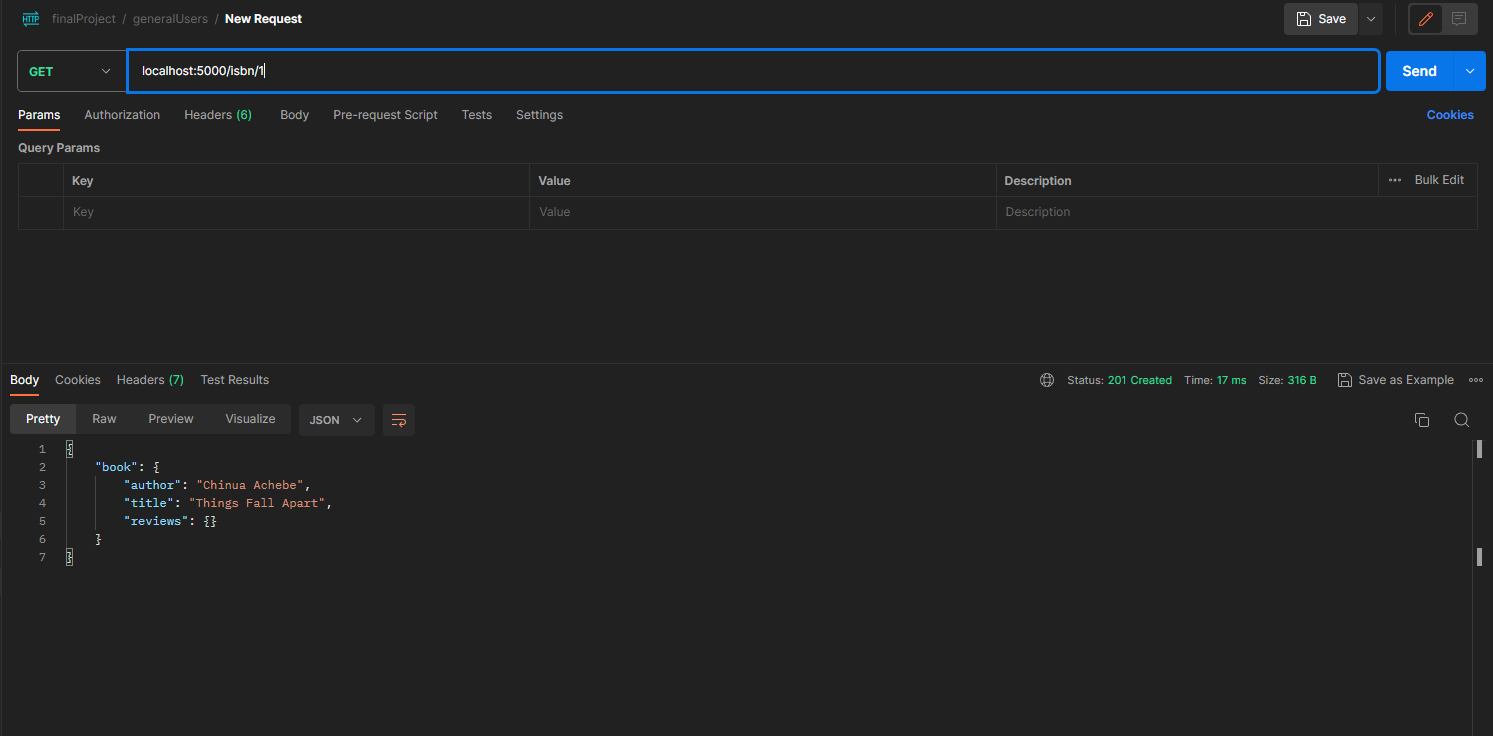 HTTP finalProject / generalUsers / New Request Save
GET localhost:5000/isbn/1 Send
Params Authorization Headers (6) Body Pre-request Script Tests Settings Cookies
Query Params
Key Value Description ••• Bulk Edit
Key Value Description
Body Cookies Headers (7) Test Results Status: 201 Created Time: 17 ms Size: 316 B Save as Example
Pretty Raw Preview Visualize JSON
1 {
2 "book": {
3 "author": "Chinua Achebe",
4 "title": "Things Fall Apart",
5 "reviews": {}
6 }
7 }